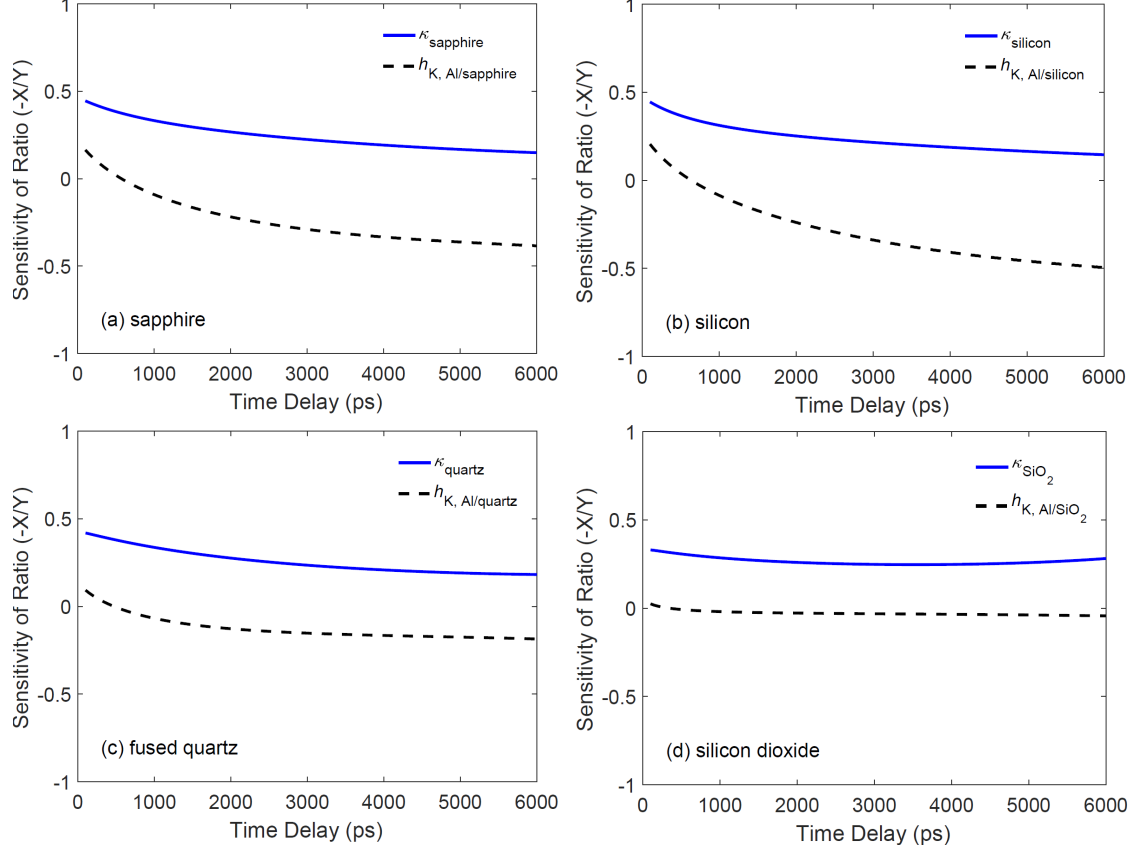 1
0.5
0
-0.5
-1
Sensitivity of Ratio (-X/Y)
κsapphire
hK, Al/sapphire
(a) sapphire
0 1000 2000 3000 4000 5000 6000
Time Delay (ps)
1
0.5
0
-0.5
-1
Sensitivity of Ratio (-X/Y)
κsilicon
hK, Al/silicon
(b) silicon
0 1000 2000 3000 4000 5000 6000
Time Delay (ps)
1
0.5
0
-0.5
-1
Sensitivity of Ratio (-X/Y)
κquartz
hK, Al/quartz
(c) fused quartz
0 1000 2000 3000 4000 5000 6000
Time Delay (ps)
1
0.5
0
-0.5
-1
Sensitivity of Ratio (-X/Y)
κSiO2
hK, Al/SiO2
(d) silicon dioxide
0 1000 2000 3000 4000 5000 6000
Time Delay (ps)